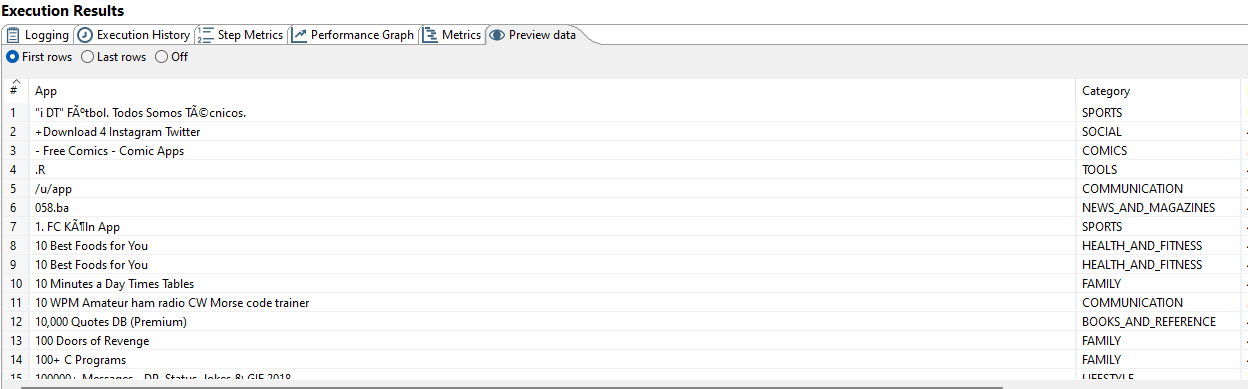 Execution Results
Logging Execution History Step Metrics Performance Graph Metrics Preview data
First rows Last rows Off
# App Category
1 "i DT" FÃºtbol. Todos Somos TÃ©cnicos. SPORTS
2 +Download 4 Instagram Twitter SOCIAL
3 - Free Comics - Comic Apps COMICS
4 .R TOOLS
5 /u/app COMMUNICATION
6 058.ba NEWS_AND_MAGAZINES
7 1. FC KÃ¶ln App SPORTS
8 10 Best Foods for You HEALTH_AND_FITNESS
9 10 Best Foods for You HEALTH_AND_FITNESS
10 10 Minutes a Day Times Tables FAMILY
11 10 WPM Amateur ham radio CW Morse code trainer COMMUNICATION
12 10,000 Quotes DB (Premium) BOOKS_AND_REFERENCE
13 100 Doors of Revenge FAMILY
14 100+ C Programs FAMILY
15 100000+ Messages - DP, Status, Jokes & GIF 2018 LIFESTYLE